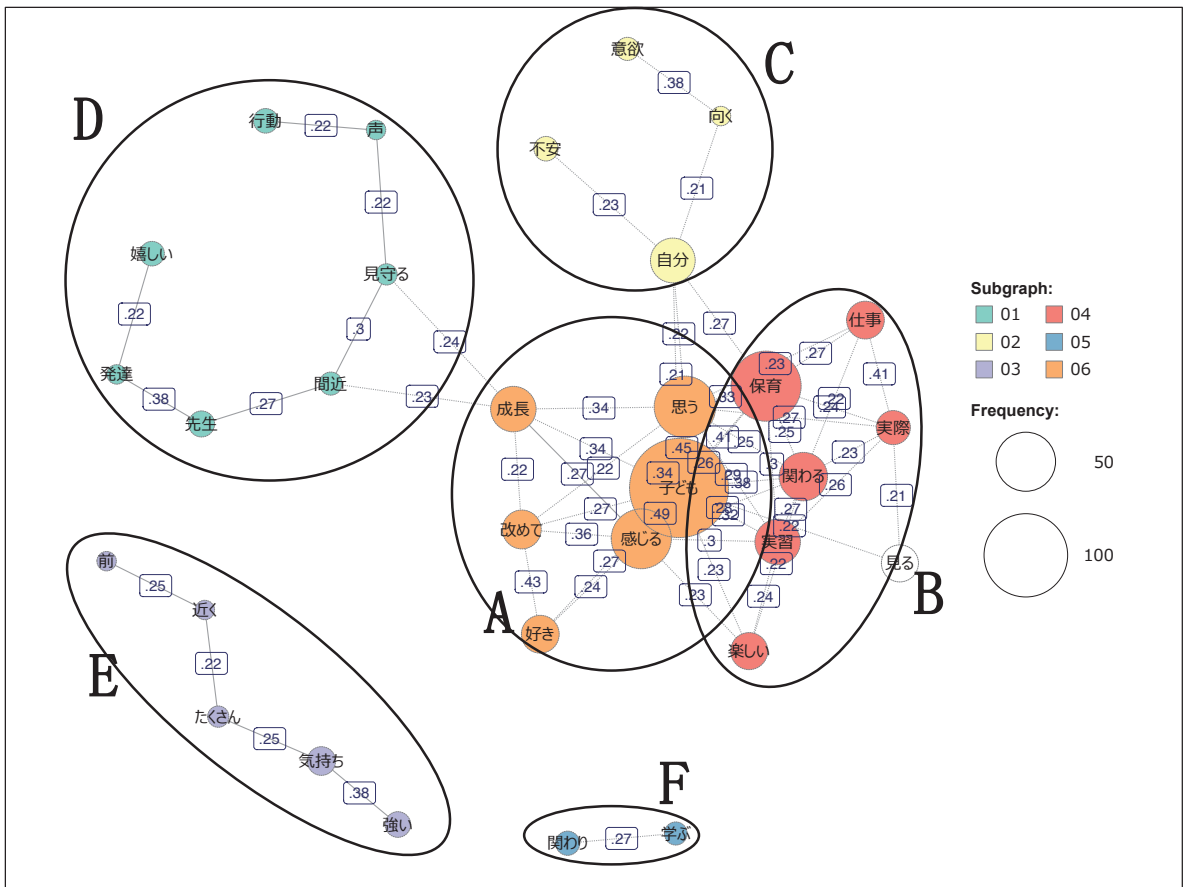 C
意欲
.38
向く
不安
.21
.23
自分
D
行動
.22
声
.22
嬉しい
見守る
.22
.3
.24
発達
間近
.38
.27
.23
先生
.22
.27
.21
仕事
.23
.27
保育
.41
.33
.22
.24
成長
.34
思う
.27
実際
.25
.41
.25
.45
.34
.26
.3
.23
.22
.27
.22
.34
.29
.38
関わる
.26
子ども
.21
.27
.28
.32
.27
.49
.22
改めて
.36
感じる
.3
実習
.27
.23
.22
見る
.43
.24
.23
.24
A
B
好き
楽しい
Subgraph:
01
04
02
05
03
06
Frequency:
50
100
前
.25
近く
E
.22
たくさん
.25
気持ち
.38
強い
F
関わり
.27
学ぶ